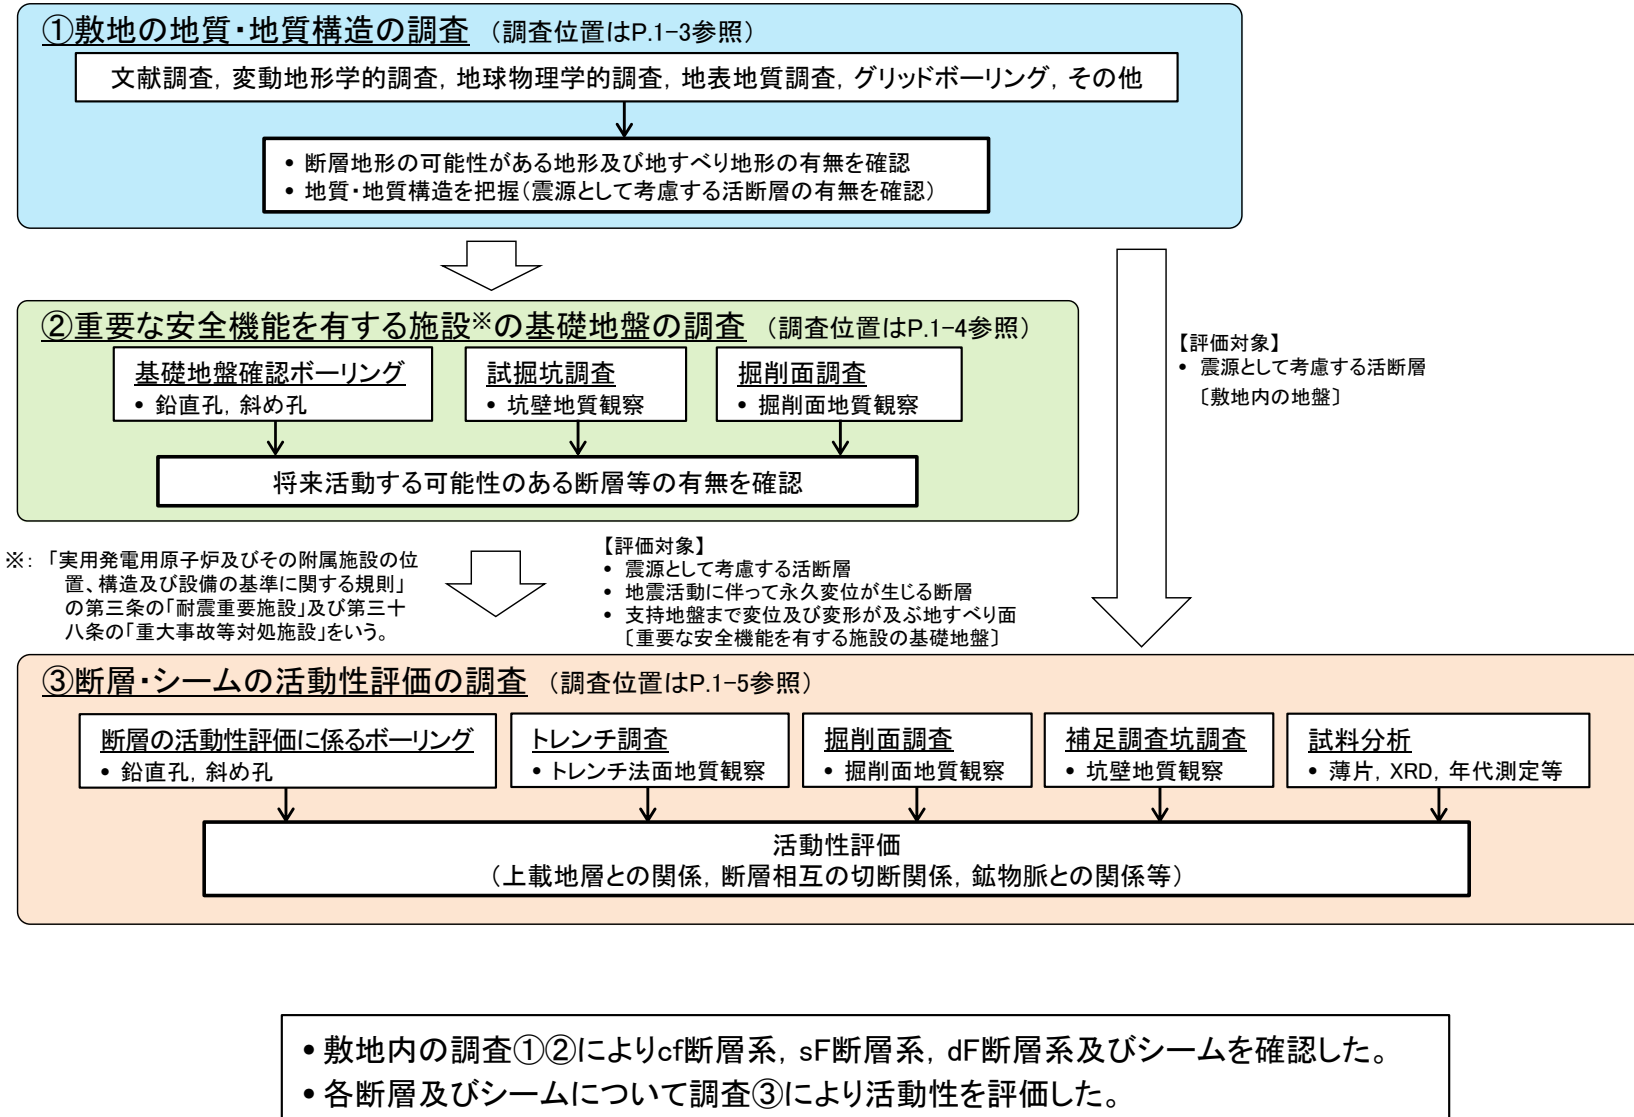 ①敷地の地質・地質構造の調査 （調査位置はP.1-3参照）
文献調査, 変動地形学的調査, 地球物理学的調査, 地表地質調査, グリッドボーリング, その他
• 断層地形の可能性がある地形及び地すべり地形の有無を確認
• 地質・地質構造を把握（震源として考慮する活断層の有無を確認）
②重要な安全機能を有する施設※の基礎地盤の調査 （調査位置はP.1-4参照）
基礎地盤確認ボーリング
• 鉛直孔, 斜め孔
試掘坑調査
• 坑壁地質観察
掘削面調査
• 掘削面地質観察
将来活動する可能性のある断層等の有無を確認
【評価対象】
• 震源として考慮する活断層
〔敷地内の地盤〕
※：「実用発電用原子炉及びその附属施設の位
置、構造及び設備の基準に関する規則」
の第三条の「耐震重要施設」及び第三十
八条の「重大事故等対処施設」をいう。
【評価対象】
• 震源として考慮する活断層
• 地震活動に伴って永久変位が生じる断層
• 支持地盤まで変位及び変形が及ぶ地すべり面
〔重要な安全機能を有する施設の基礎地盤〕
③断層・シームの活動性評価の調査 （調査位置はP.1-5参照）
断層の活動性評価に係るボーリング
• 鉛直孔, 斜め孔
トレンチ調査
• トレンチ法面地質観察
掘削面調査
• 掘削面地質観察
補足調査坑調査
• 坑壁地質観察
試料分析
• 薄片, XRD, 年代測定等
活動性評価
（上載地層との関係, 断層相互の切断関係, 鉱物脈との関係等）
• 敷地内の調査①②によりcf断層系, sF断層系, dF断層系及びシームを確認した。
• 各断層及びシームについて調査③により活動性を評価した。